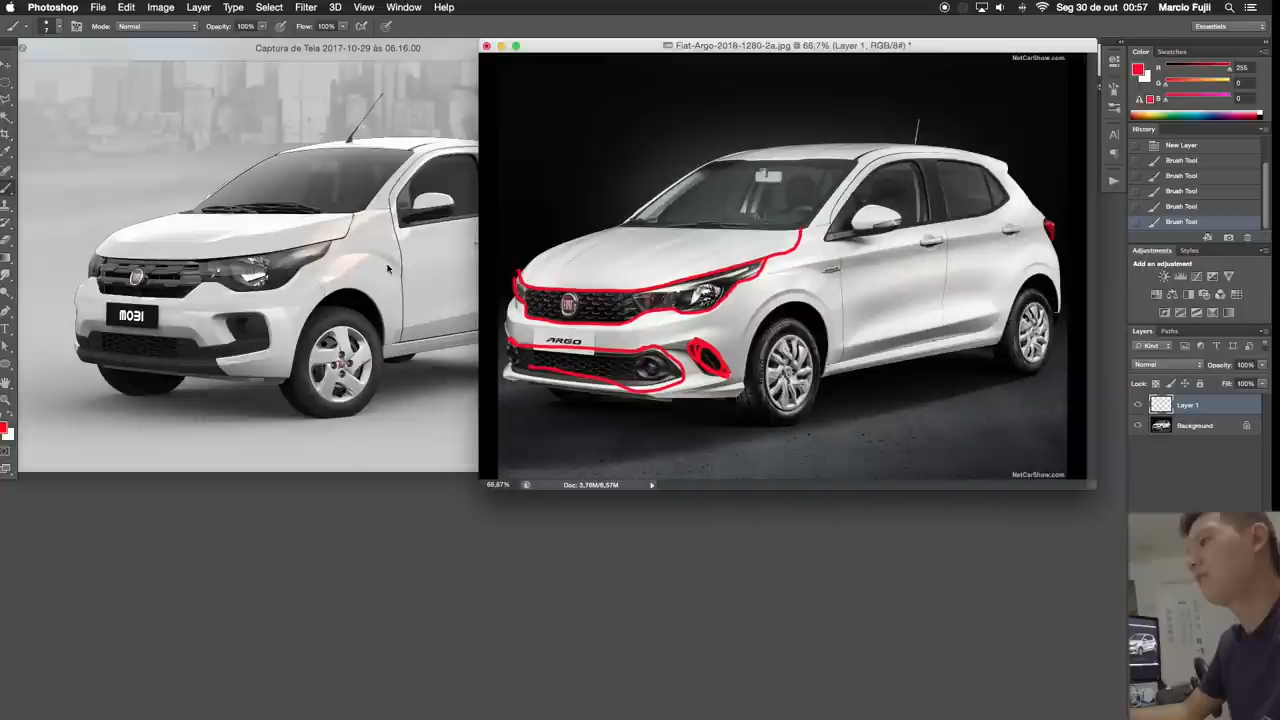 Photoshop File Edit Image Layer Type Select Filter 3D View Window Help
Seg 30 de out 00:57 Marcio Fujii
7 Mode: Normal Opacity: 100% Flow: 100% Essentials
Captura de Tela 2017-10-29 às 06.16.00
Fiat-Argo-2018-1280-2a.jpg @ 66,7% (Layer 1, RGB/8#) *
NetCarShow.com
MOBI
ARGO
NetCarShow.com
66,67% Doc: 3,76M/6,57M
Color Swatches
R 255
G 0
B 0
History
New Layer
Brush Tool
Brush Tool
Brush Tool
Brush Tool
Brush Tool
Adjustments Styles
Add an adjustment
Layers Paths
Kind
Normal Opacity: 100%
Lock: Fill: 100%
Layer 1
Background